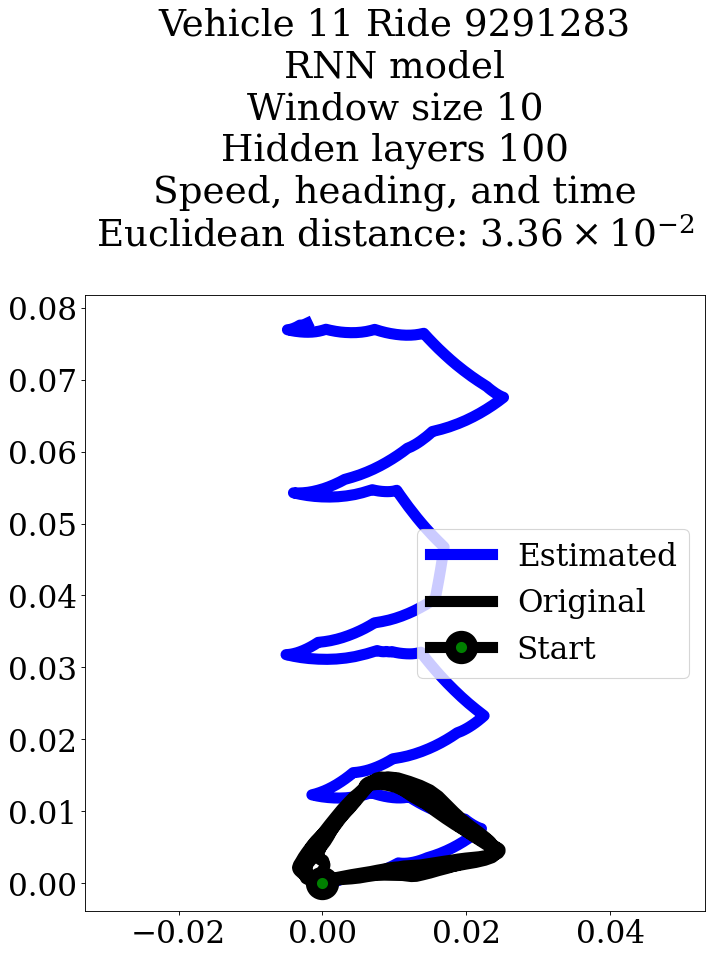 Vehicle 11 Ride 9291283
RNN model
Window size 10
Hidden layers 100
Speed, heading, and time
Euclidean distance: 3.36 × 10⁻²
0.08
0.07
0.06
0.05
0.04
0.03
0.02
0.01
0.00
Estimated
Original
Start
−0.02 0.00 0.02 0.04